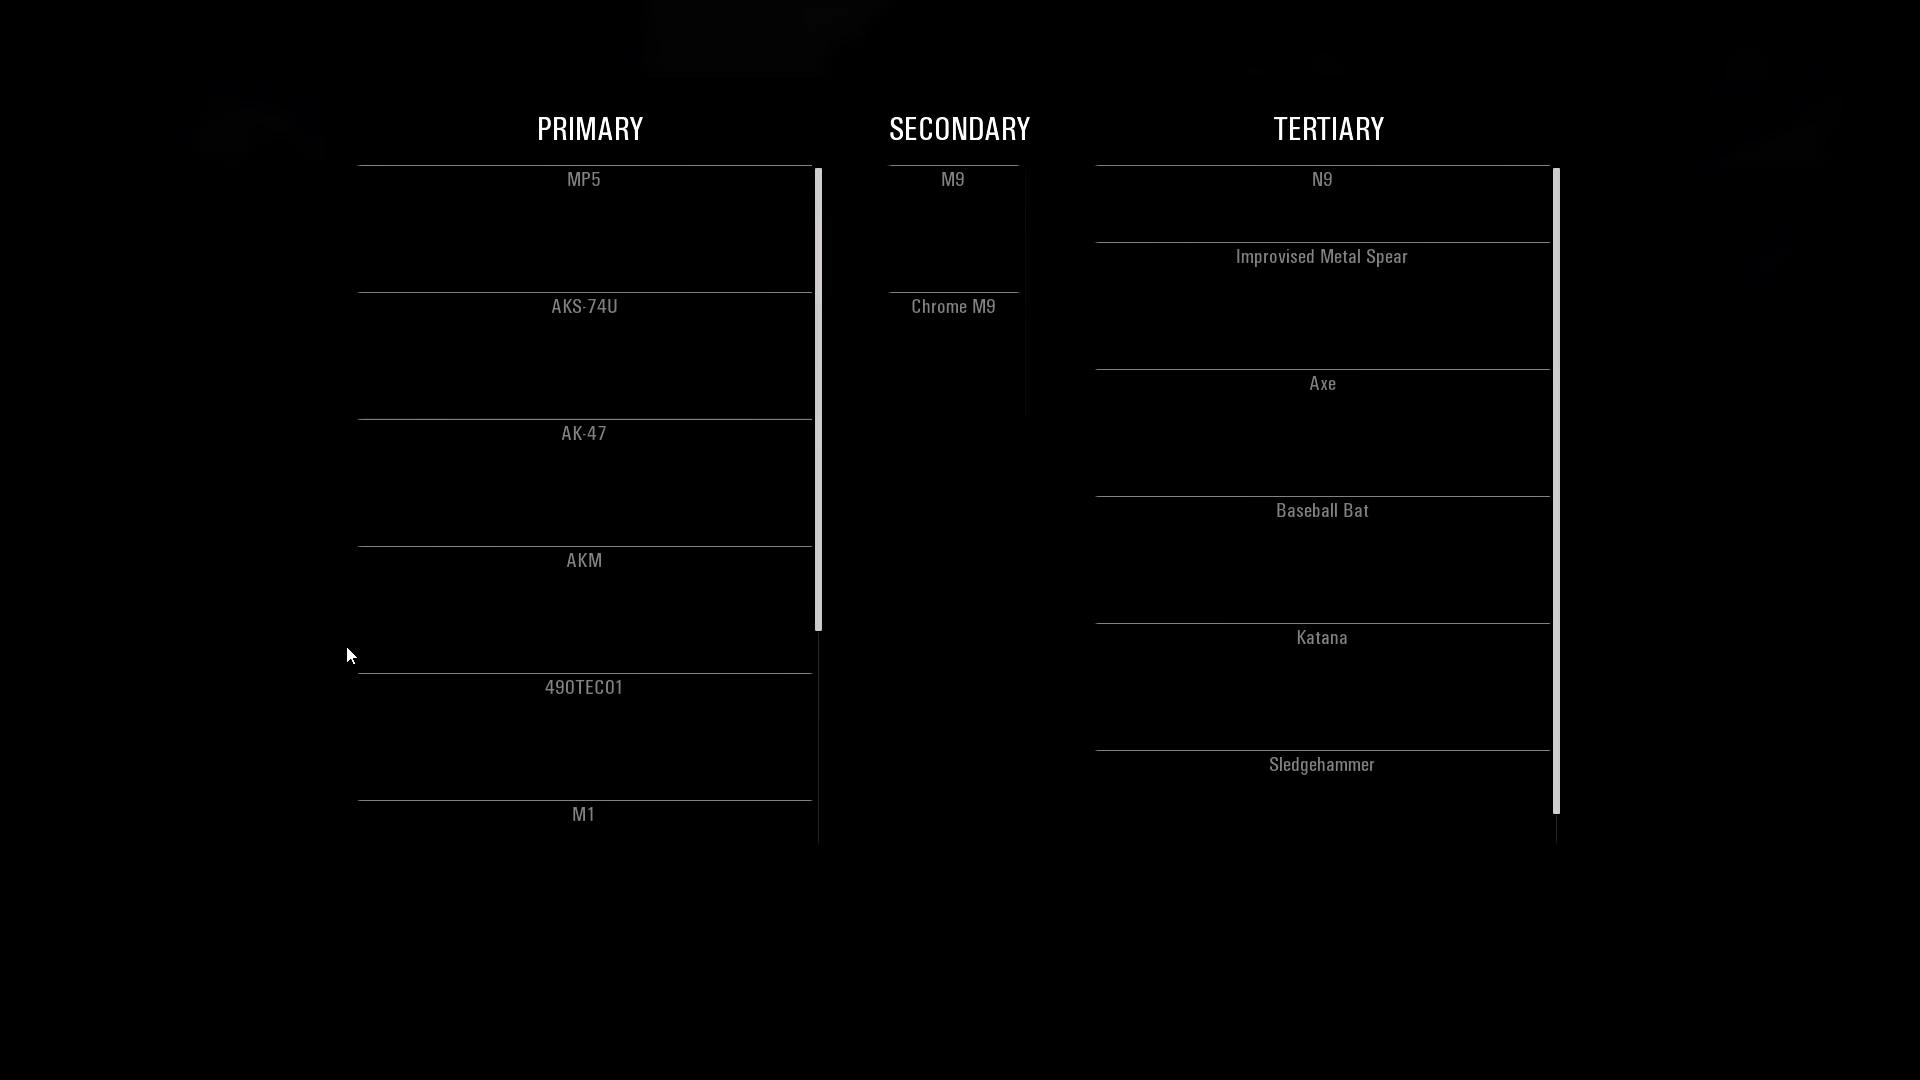 PRIMARY
MP5
AKS-74U
AK-47
AKM
490TEC01
M1
SECONDARY
M9
Chrome M9
TERTIARY
N9
Improvised Metal Spear
Axe
Baseball Bat
Katana
Sledgehammer